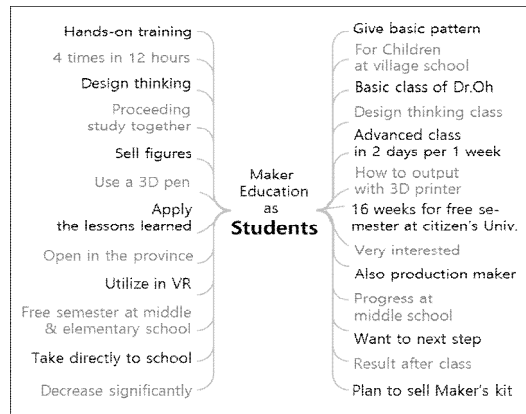 Hands-on training
4 times in 12 hours
Design thinking
Proceeding
study together
Sell figures
Use a 3D pen
Apply
the lessons learned
Open in the province
Utilize in VR
Free semester at middle
& elementary school
Take directly to school
Decrease significantly
Maker
Education
as
Students
Give basic pattern
For Children
at village school
Basic class of Dr.Oh
Design thinking class
Advanced class
in 2 days per 1 week
How to output
with 3D printer
16 weeks for free se-
mester at citizen's Univ.
Very interested
Also production maker
Progress at
middle school
Want to next step
Result after class
Plan to sell Maker's kit